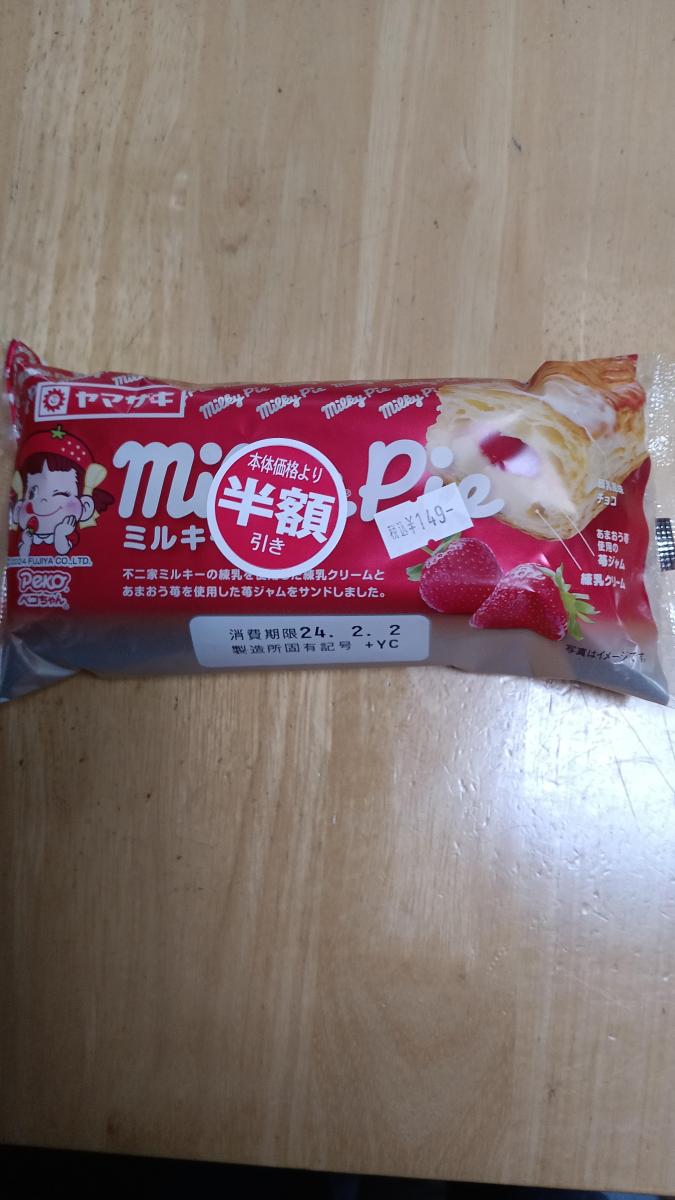 ヤマザキ
Milky Pie
Milky Pie
Milky Pie
Milky Pie
Pie
ミルキ
本体価格より
半額
引き
税込¥149-
チョコ
あまおう苺
使用の
苺ジャム
練乳クリーム
©2024 FUJIYA CO.,LTD.
Peko
ペコちゃん
不二家ミルキーの練乳を使用した練乳クリームと
あまおう苺を使用した苺ジャムをサンドしました。
消費期限24. 2. 2
製造所固有記号 +YC
写真はイメージです